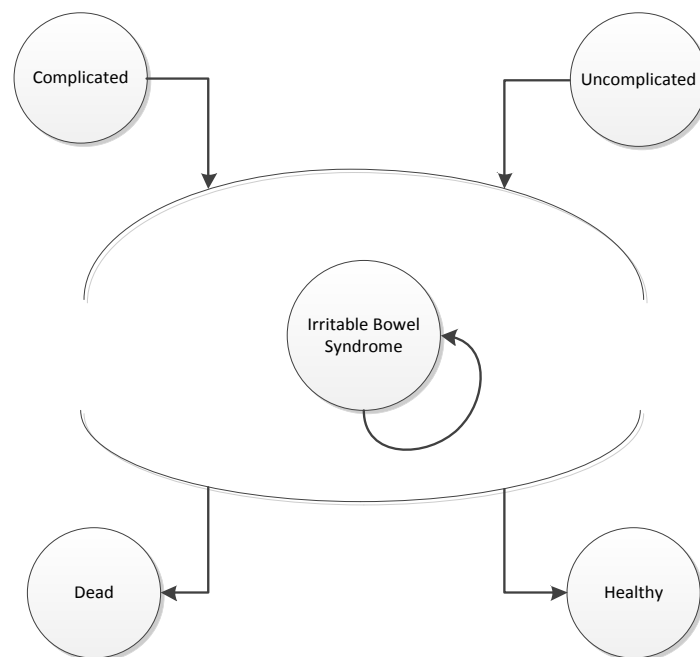 Complicated
Uncomplicated
Irritable Bowel
Syndrome
Dead
Healthy